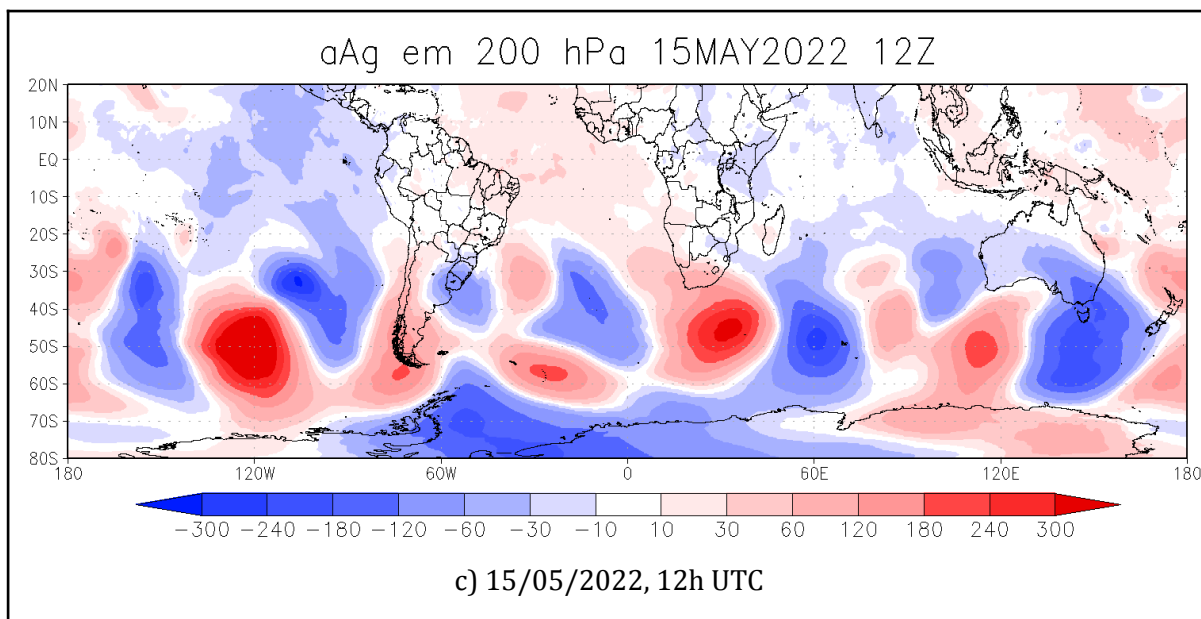 aAg em 200 hPa 15MAY2022 12Z
20N
10N
EQ
10S
20S
30S
40S
50S
60S
70S
80S
180 120W 60W 0 60E 120E 180
−300 −240 −180 −120 −60 −30 −10 10 30 60 120 180 240 300
c) 15/05/2022, 12h UTC